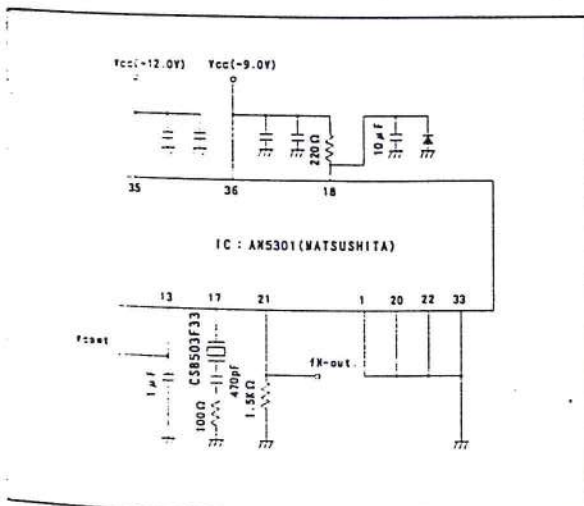 Vcc(-12.0V) Vcc(-9.0V)
220Ω
10μF
35 36 18
IC : AN5301(MATSUSHITA)
13 17 21 1 20 22 33
CSB503F33
fH-out.
1μF
470pF
100Ω
1.5KΩ